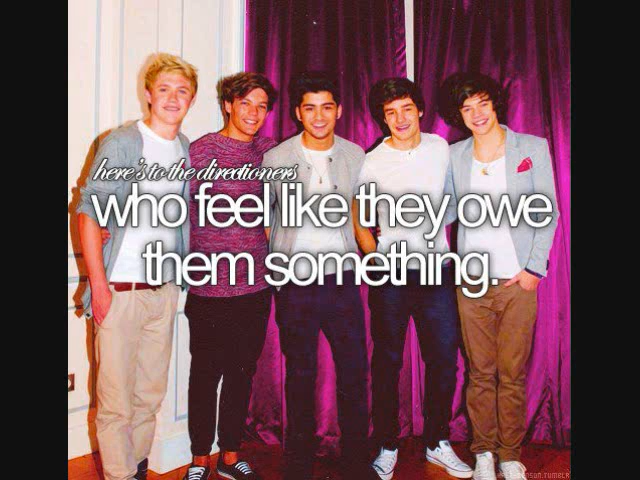 here's to the directioners
who feel like they owe
them something.